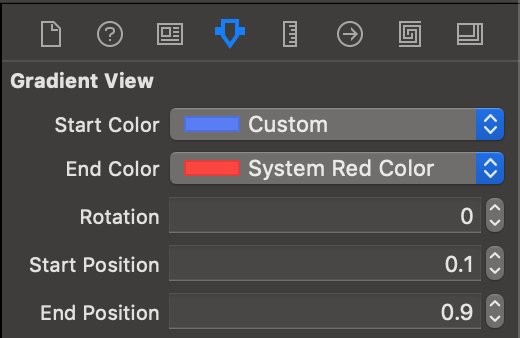 Gradient View
Start Color Custom
End Color System Red Color
Rotation 0
Start Position 0.1
End Position 0.9